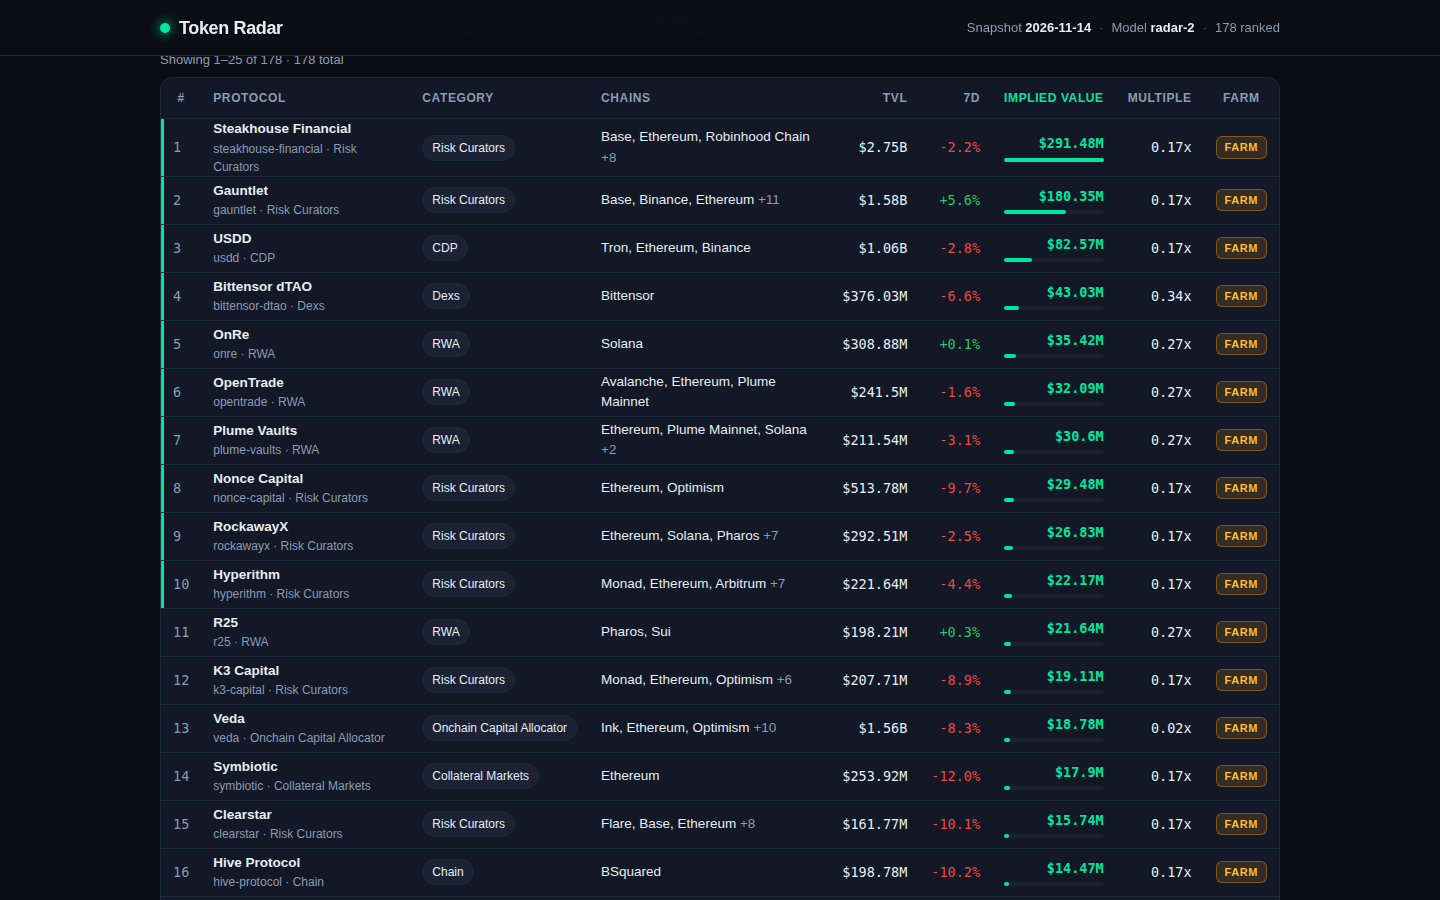 Token Radar
Snapshot 2026-11-14 · Model radar-2 · 178 ranked
Showing 1–25 of 178 · 178 total
# PROTOCOL CATEGORY CHAINS TVL 7D IMPLIED VALUE MULTIPLE FARM
1 Steakhouse Financial
steakhouse-financial · Risk Curators Risk Curators Base, Ethereum, Robinhood Chain +8 $2.75B -2.2% $291.48M 0.17x FARM
2 Gauntlet
gauntlet · Risk Curators Risk Curators Base, Binance, Ethereum +11 $1.58B +5.6% $180.35M 0.17x FARM
3 USDD
usdd · CDP CDP Tron, Ethereum, Binance $1.06B -2.8% $82.57M 0.17x FARM
4 Bittensor dTAO
bittensor-dtao · Dexs Dexs Bittensor $376.03M -6.6% $43.03M 0.34x FARM
5 OnRe
onre · RWA RWA Solana $308.88M +0.1% $35.42M 0.27x FARM
6 OpenTrade
opentrade · RWA RWA Avalanche, Ethereum, Plume Mainnet $241.5M -1.6% $32.09M 0.27x FARM
7 Plume Vaults
plume-vaults · RWA RWA Ethereum, Plume Mainnet, Solana +2 $211.54M -3.1% $30.6M 0.27x FARM
8 Nonce Capital
nonce-capital · Risk Curators Risk Curators Ethereum, Optimism $513.78M -9.7% $29.48M 0.17x FARM
9 RockawayX
rockawayx · Risk Curators Risk Curators Ethereum, Solana, Pharos +7 $292.51M -2.5% $26.83M 0.17x FARM
10 Hyperithm
hyperithm · Risk Curators Risk Curators Monad, Ethereum, Arbitrum +7 $221.64M -4.4% $22.17M 0.17x FARM
11 R25
r25 · RWA RWA Pharos, Sui $198.21M +0.3% $21.64M 0.27x FARM
12 K3 Capital
k3-capital · Risk Curators Risk Curators Monad, Ethereum, Optimism +6 $207.71M -8.9% $19.11M 0.17x FARM
13 Veda
veda · Onchain Capital Allocator Onchain Capital Allocator Ink, Ethereum, Optimism +10 $1.56B -8.3% $18.78M 0.02x FARM
14 Symbiotic
symbiotic · Collateral Markets Collateral Markets Ethereum $253.92M -12.0% $17.9M 0.17x FARM
15 Clearstar
clearstar · Risk Curators Risk Curators Flare, Base, Ethereum +8 $161.77M -10.1% $15.74M 0.17x FARM
16 Hive Protocol
hive-protocol · Chain Chain BSquared $198.78M -10.2% $14.47M 0.17x FARM